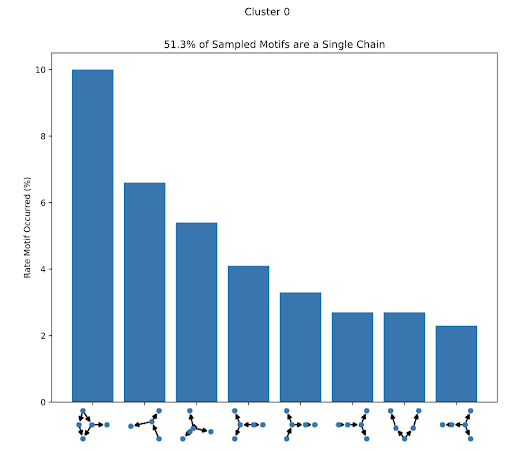 Cluster 0
51.3% of Sampled Motifs are a Single Chain
Rate Motif Occurred (%)
10
8
6
4
2
0